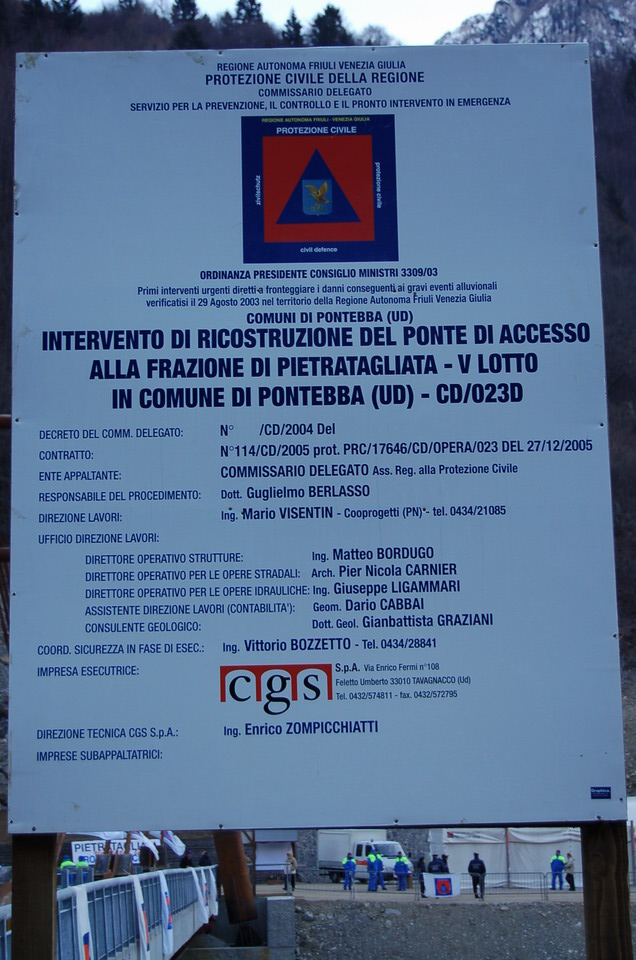 REGIONE AUTONOMA FRIULI VENEZIA GIULIA
PROTEZIONE CIVILE DELLA REGIONE
COMMISSARIO DELEGATO
SERVIZIO PER LA PREVENZIONE, IL CONTROLLO E IL PRONTO INTERVENTO IN EMERGENZA
REGIONE AUTONOMA FRIULI - VENEZIA GIULIA
PROTEZIONE CIVILE
zivilschutz
protezione civile
civil defence
ORDINANZA PRESIDENTE CONSIGLIO MINISTRI 3309/03
Primi interventi urgenti diretti a fronteggiare i danni conseguenti ai gravi eventi alluvionali
verificatisi il 29 Agosto 2003 nel territorio della Regione Autonoma Friuli Venezia Giulia
COMUNI DI PONTEBBA (UD)
INTERVENTO DI RICOSTRUZIONE DEL PONTE DI ACCESSO
ALLA FRAZIONE DI PIETRATAGLIATA - V LOTTO
IN COMUNE DI PONTEBBA (UD) - CD/023D
DECRETO DEL COMM. DELEGATO: N° /CD/2004 Del
CONTRATTO: N°114/CD/2005 prot. PRC/17646/CD/OPERA/023 DEL 27/12/2005
ENTE APPALTANTE: COMMISSARIO DELEGATO Ass. Reg. alla Protezione Civile
RESPONSABILE DEL PROCEDIMENTO: Dott. Guglielmo BERLASSO
DIREZIONE LAVORI: Ing. Mario VISENTIN - Cooprogetti (PN) - tel. 0434/21085
UFFICIO DIREZIONE LAVORI:
DIRETTORE OPERATIVO STRUTTURE: Ing. Matteo BORDUGO
DIRETTORE OPERATIVO PER LE OPERE STRADALI: Arch. Pier Nicola CARNIER
DIRETTORE OPERATIVO PER LE OPERE IDRAULICHE: Ing. Giuseppe LIGAMMARI
ASSISTENTE DIREZIONE LAVORI (CONTABILITA'): Geom. Dario CABBAI
CONSULENTE GEOLOGICO: Dott. Geol. Gianbattista GRAZIANI
COORD. SICUREZZA IN FASE DI ESEC.: Ing. Vittorio BOZZETTO - Tel. 0434/28841
IMPRESA ESECUTRICE: cgs S.p.A. Via Enrico Fermi n°108
Feletto Umberto 33010 TAVAGNACCO (Ud)
Tel. 0432/574811 - fax. 0432/572795
DIREZIONE TECNICA CGS S.p.A.: Ing. Enrico ZOMPICCHIATTI
IMPRESE SUBAPPALTATRICI: